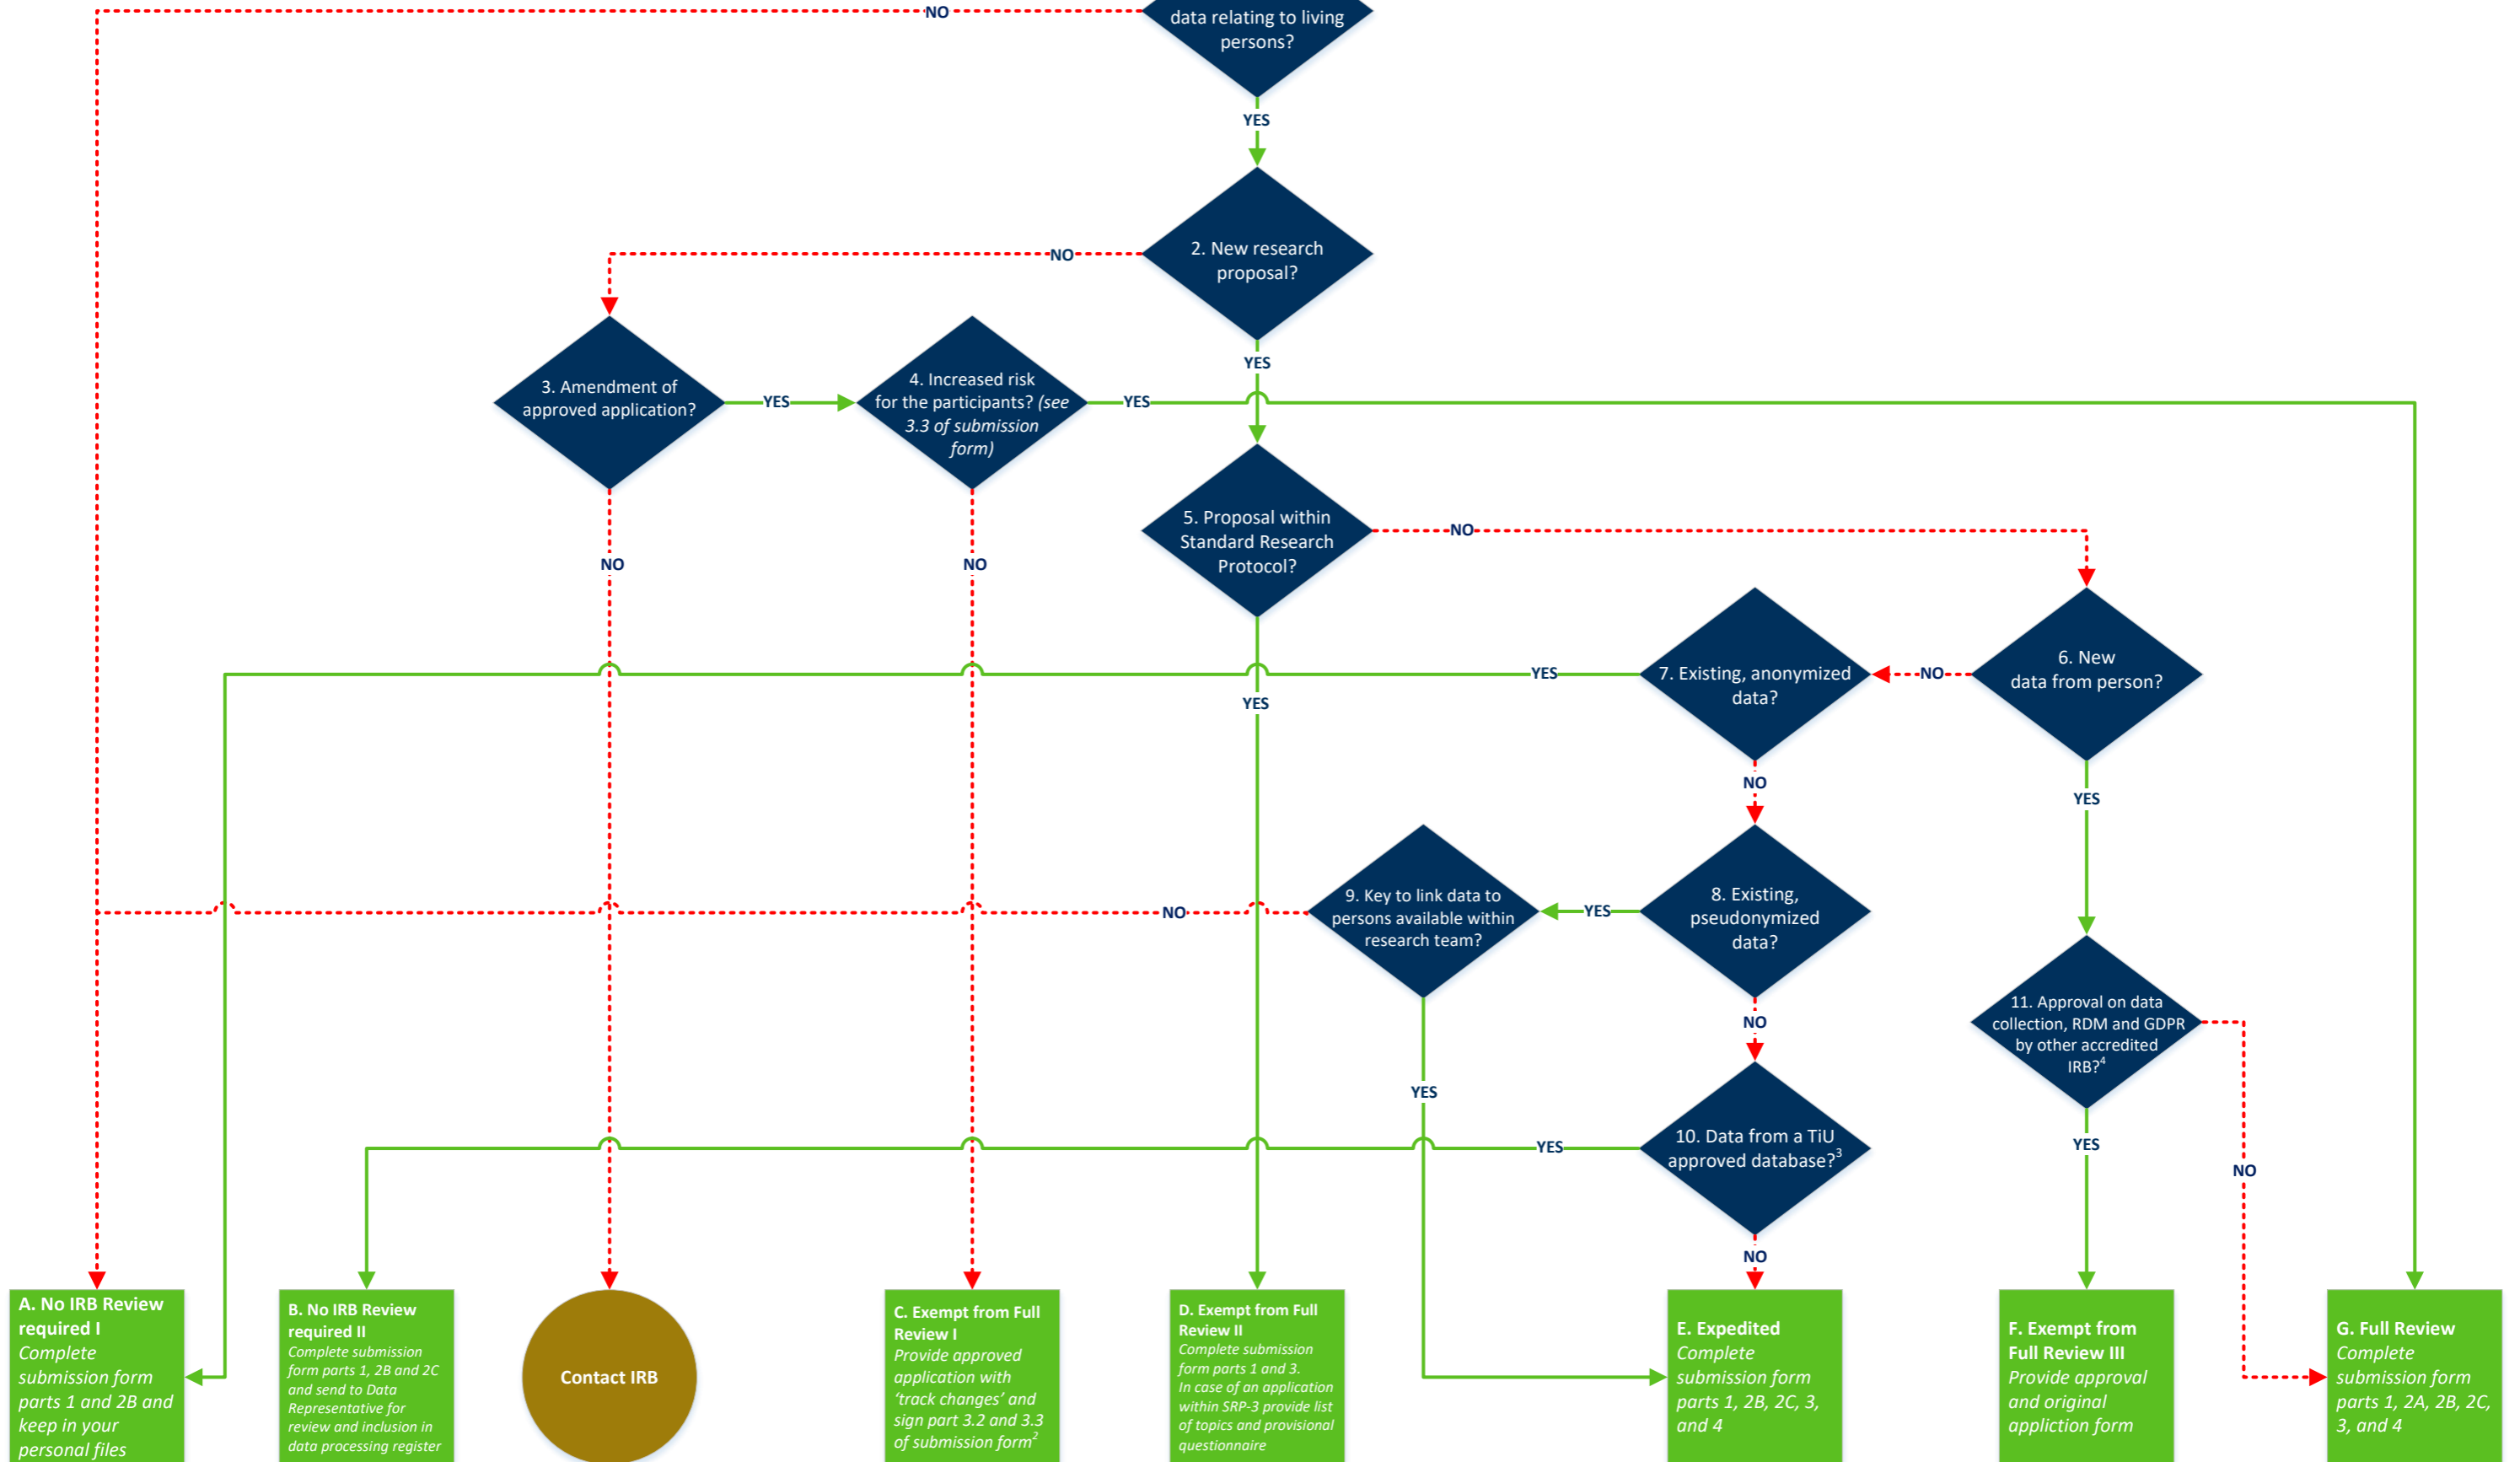 NO
data relating to living
persons?
YES
2. New research
proposal?
NO
YES
3. Amendment of
approved application?
YES
4. Increased risk
for the participants? (see
3.3 of submission
form)
YES
NO
NO
5. Proposal within
Standard Research
Protocol?
NO
YES
6. New
data from person?
NO
YES
7. Existing, anonymized
data?
YES
NO
8. Existing,
pseudonymized
data?
YES
NO
9. Key to link data to
persons available within
research team?
NO
YES
10. Data from a TiU
approved database?3
YES
NO
11. Approval on data
collection, RDM and GDPR
by other accredited
IRB?4
YES
NO
A. No IRB Review
required I
Complete
submission form
parts 1 and 2B and
keep in your
personal files
B. No IRB Review
required II
Complete submission
form parts 1, 2B and 2C
and send to Data
Representative for
review and inclusion in
data processing register
Contact IRB
C. Exempt from Full
Review I
Provide approved
application with
‘track changes’ and
sign part 3.2 and 3.3
of submission form2
D. Exempt from Full
Review II
Complete submission
form parts 1 and 3.
In case of an application
within SRP-3 provide list
of topics and provisional
questionnaire
E. Expedited
Complete
submission form
parts 1, 2B, 2C, 3,
and 4
F. Exempt from
Full Review III
Provide approval
and original
appliction form
G. Full Review
Complete
submission form
parts 1, 2A, 2B, 2C,
3, and 4